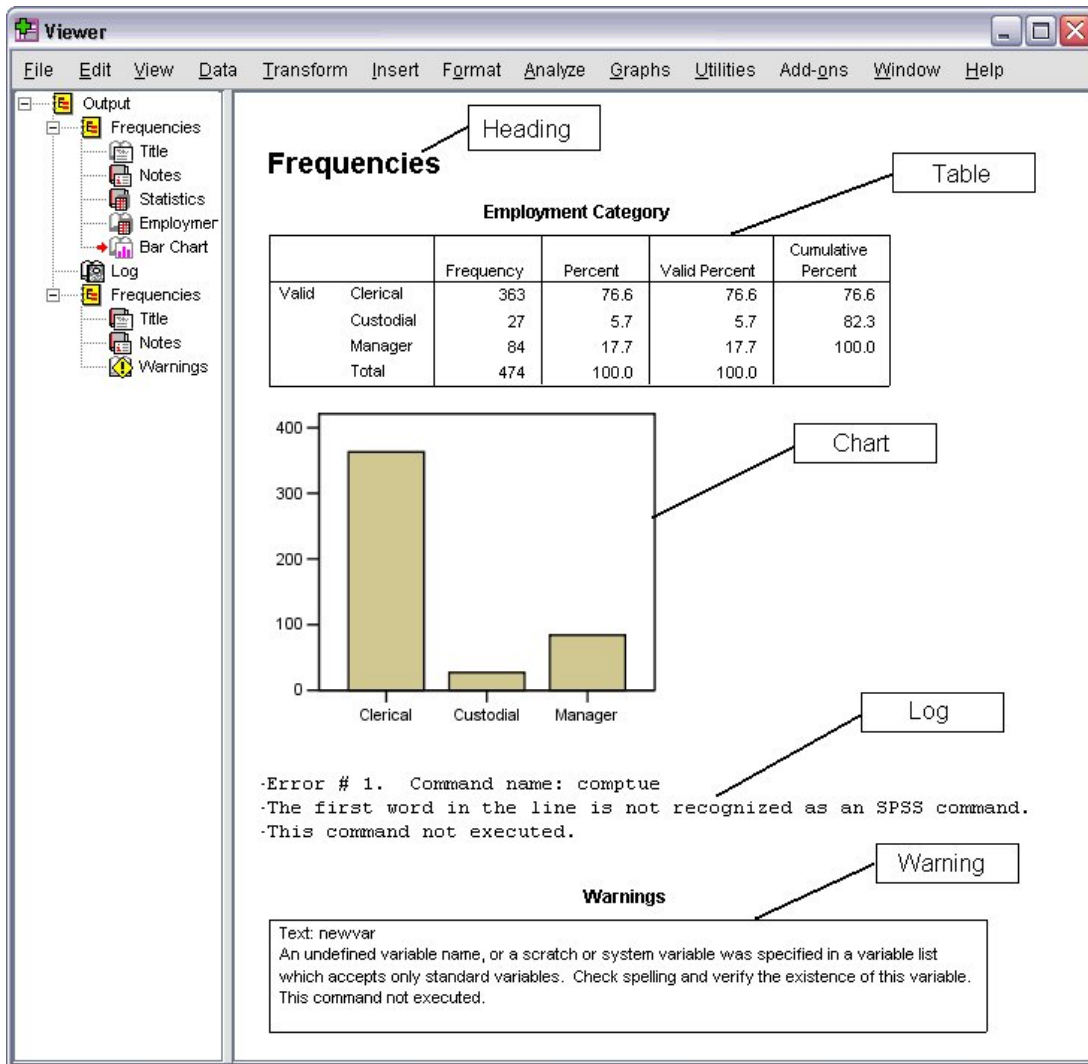 Viewer
File Edit View Data Transform Insert Format Analyze Graphs Utilities Add-ons Window Help
Output
Frequencies
Title
Notes
Statistics
Employmer
Bar Chart
Log
Frequencies
Title
Notes
Warnings
Heading
Frequencies
Table
Employment Category
Frequency Percent Valid Percent Cumulative Percent
Valid Clerical 363 76.6 76.6 76.6
Custodial 27 5.7 5.7 82.3
Manager 84 17.7 17.7 100.0
Total 474 100.0 100.0
Chart
400
300
200
100
0
Clerical Custodial Manager
Log
·Error # 1. Command name: comptue
·The first word in the line is not recognized as an SPSS command.
·This command not executed.
Warning
Warnings
Text: newvar
An undefined variable name, or a scratch or system variable was specified in a variable list
which accepts only standard variables. Check spelling and verify the existence of this variable.
This command not executed.